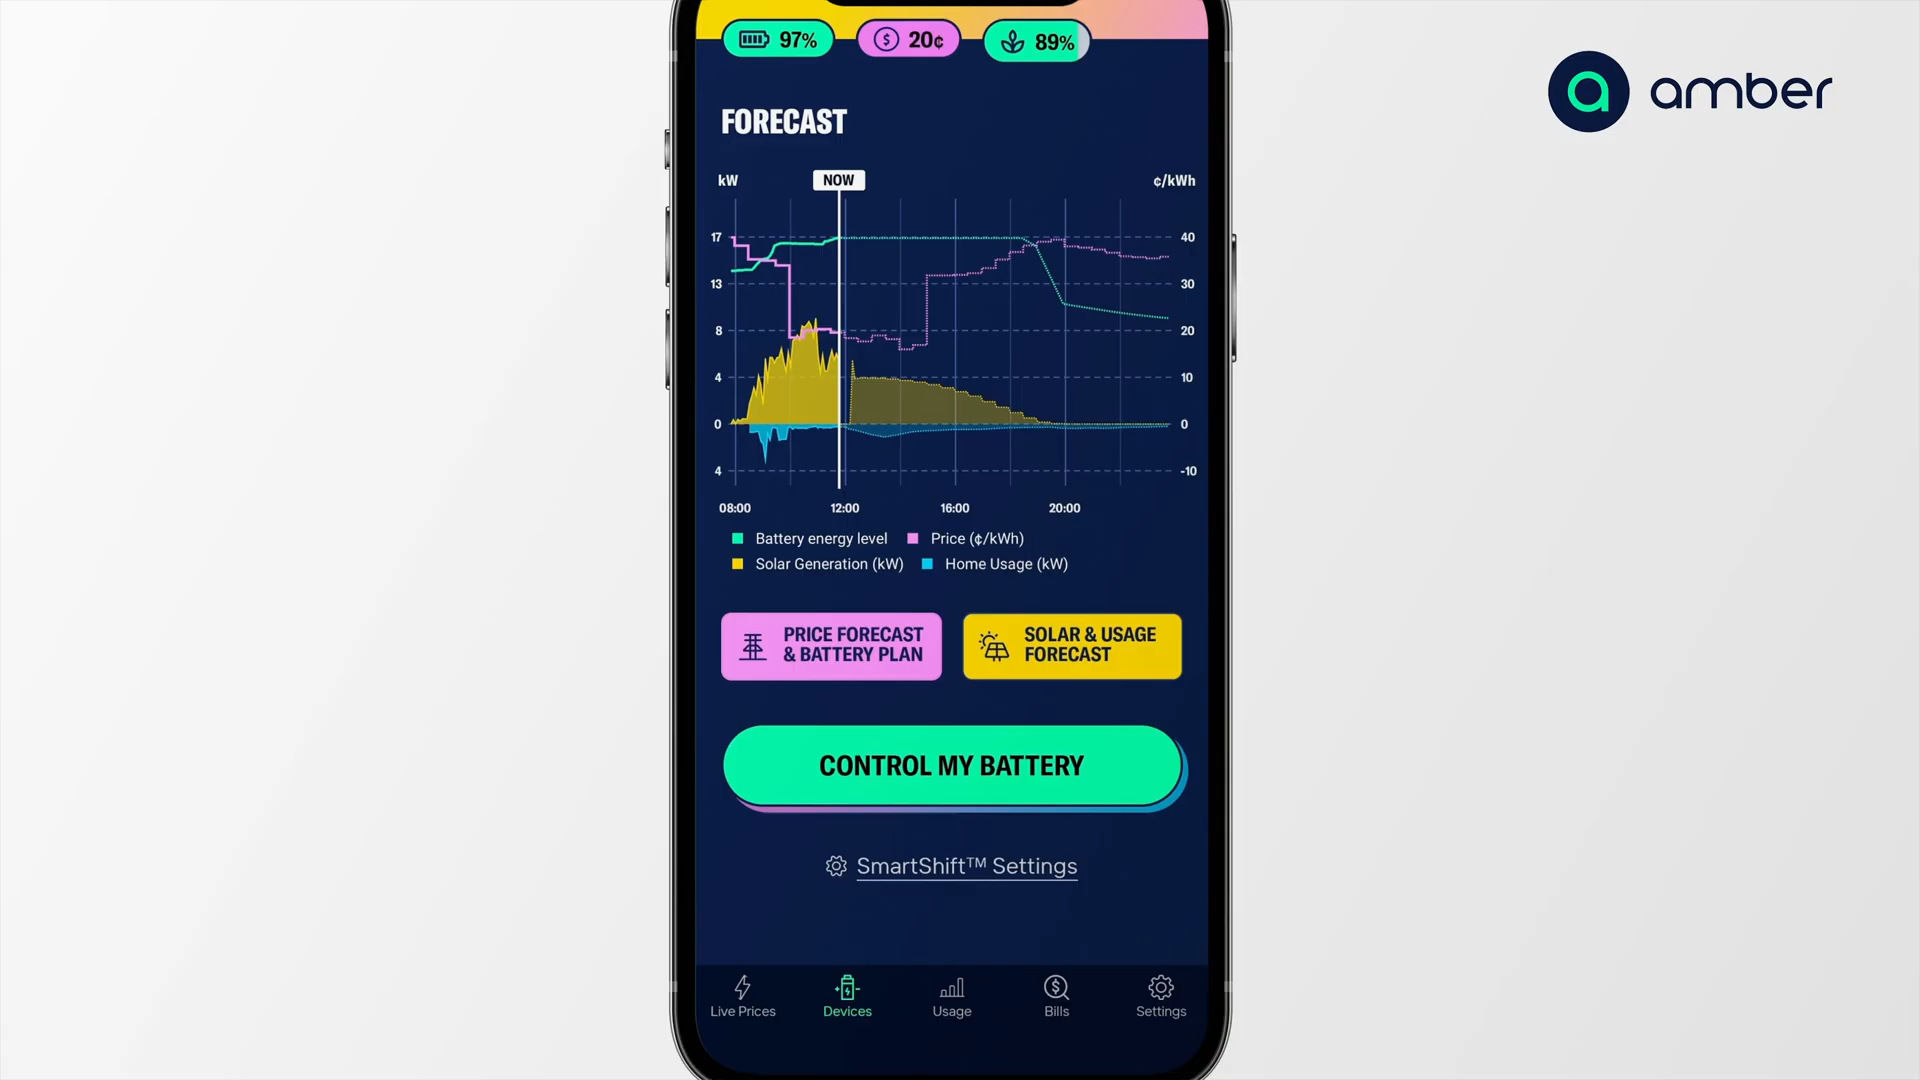 97%
20¢
89%
amber
FORECAST
kW
NOW
¢/kWh
17
40
13
30
8
20
4
10
0
0
4
-10
08:00
12:00
16:00
20:00
Battery energy level
Price (¢/kWh)
Solar Generation (kW)
Home Usage (kW)
PRICE FORECAST
& BATTERY PLAN
SOLAR & USAGE
FORECAST
CONTROL MY BATTERY
SmartShift™ Settings
Live Prices
Devices
Usage
Bills
Settings